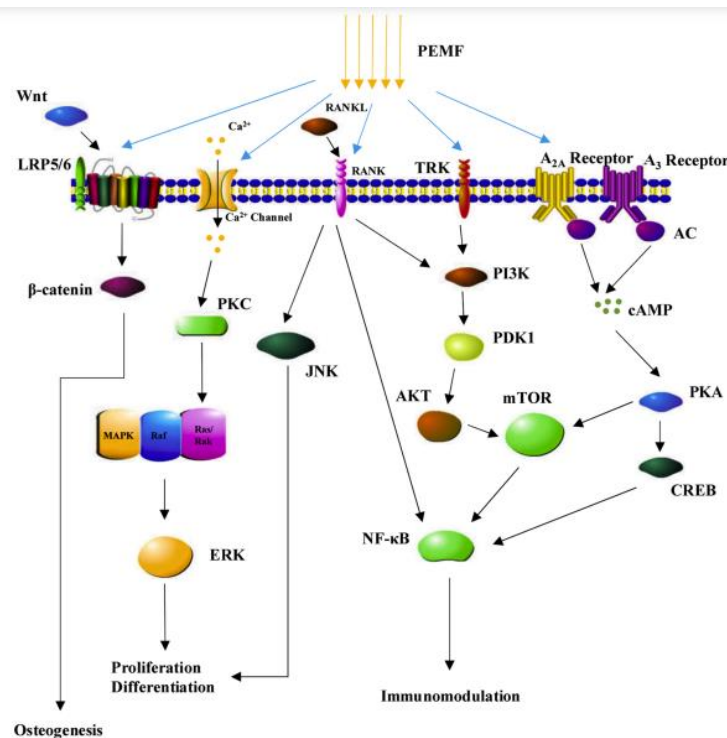 PEMF
Wnt
RANKL
Ca²⁺
LRP5/6
RANK
TRK
A₂A Receptor
A₃ Receptor
Ca²⁺ Channel
AC
β-catenin
PKC
PI3K
cAMP
JNK
PDK1
AKT
mTOR
PKA
MAPK
Raf
Ras/
Rak
CREB
NF-κB
ERK
Proliferation
Differentiation
Immunomodulation
Osteogenesis